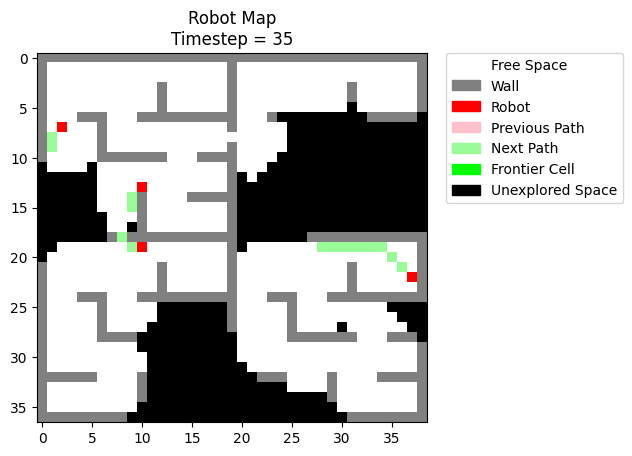 Robot Map
Timestep = 35
0
5
10
15
20
25
30
35
0
5
10
15
20
25
30
35
Free Space
Wall
Robot
Previous Path
Next Path
Frontier Cell
Unexplored Space